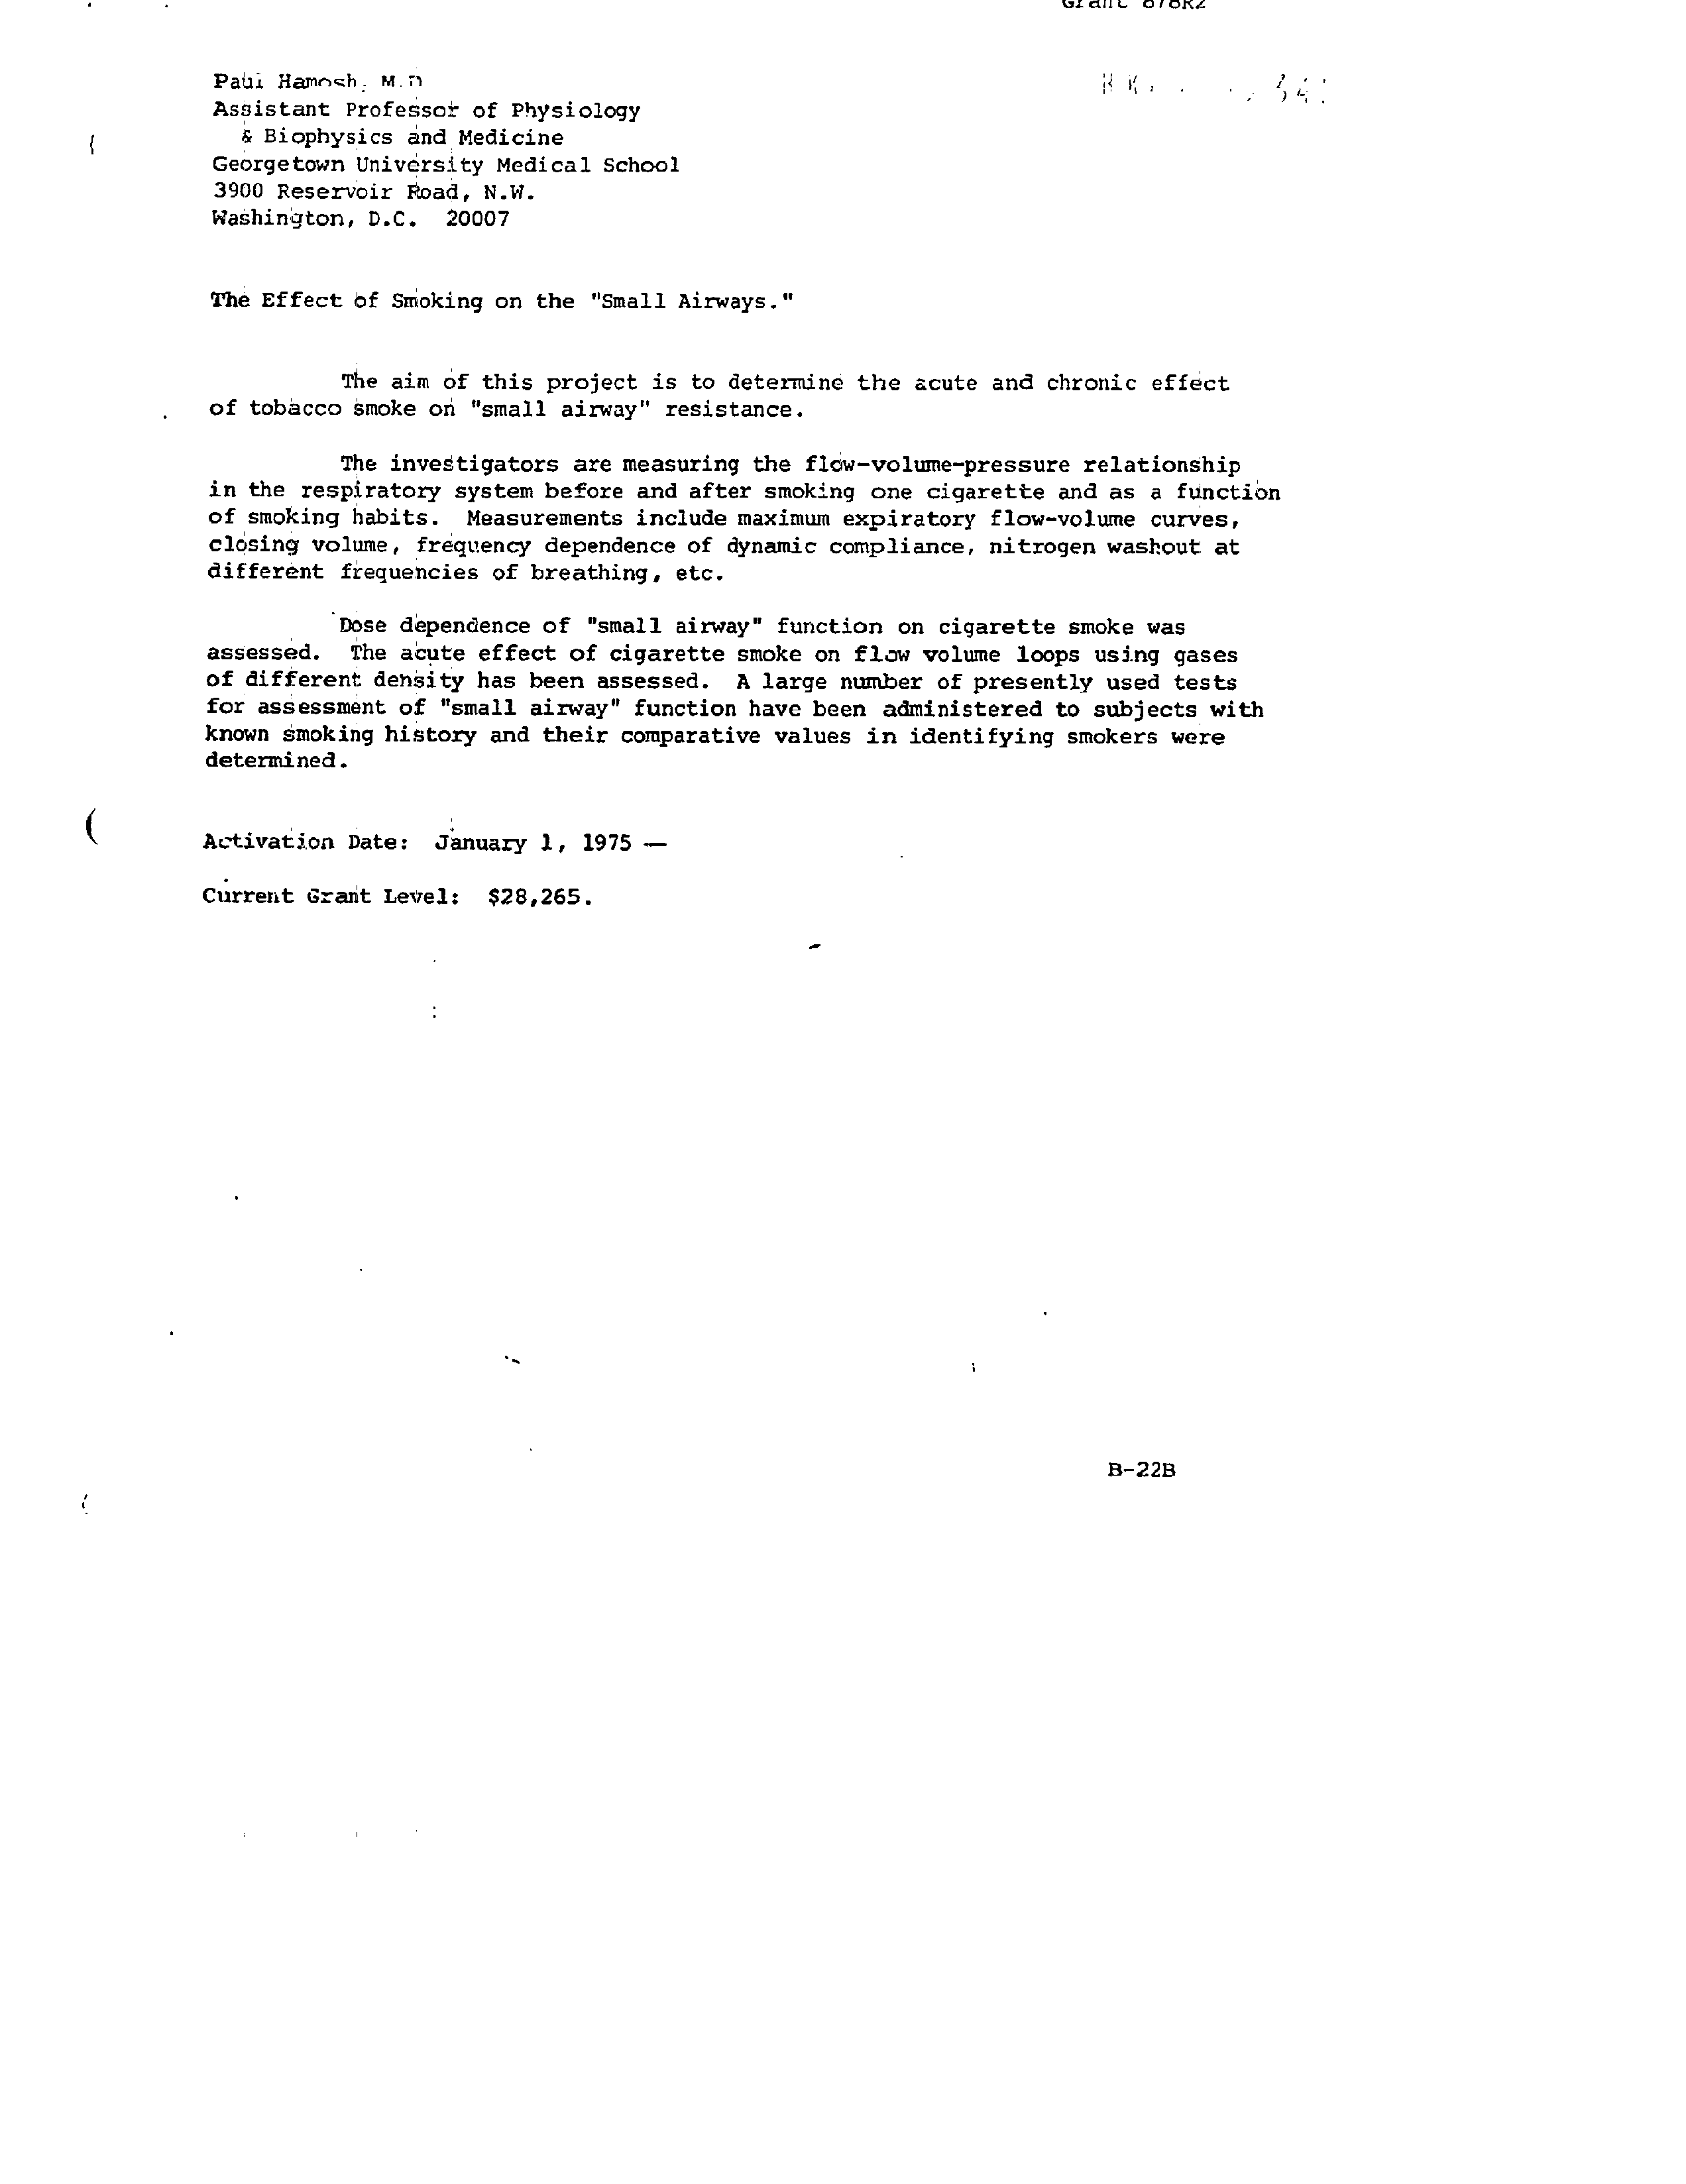 Grant 878R2
Paul Hamosh, M.D
Assistant Professor of Physiology
& Biophysics and Medicine
Georgetown University Medical School
3900 Reservoir Road, N.W.
Washington, D.C. 20007
The Effect of Smoking on the "Small Airways."
The aim of this project is to determine the acute and chronic effect
of tobacco smoke on "small airway" resistance.
The investigators are measuring the flow-volume-pressure relationship
in the respiratory system before and after smoking one cigarette and as a function
of smoking habits. Measurements include maximum expiratory flow-volume curves,
closing volume, frequency dependence of dynamic compliance, nitrogen washout at
different frequencies of breathing, etc.
Dose dependence of "small airway" function on cigarette smoke was
assessed. The acute effect of cigarette smoke on flow volume loops using gases
of different density has been assessed. A large number of presently used tests
for assessment of "small airway" function have been administered to subjects with
known smoking history and their comparative values in identifying smokers were
determined.
Activation Date: January 1, 1975 —
Current Grant Level: $28,265.
B-22B